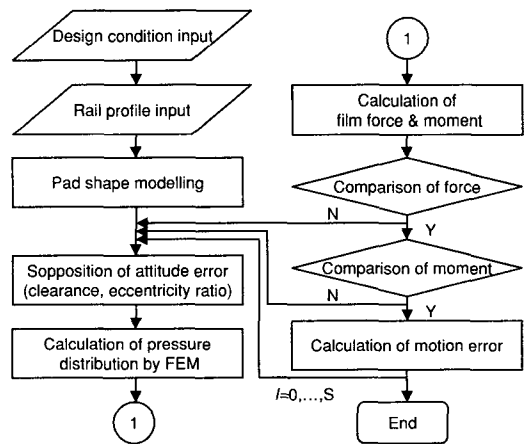 Design condition input
Rail profile input
Pad shape modelling
Sopposition of attitude error
(clearance, eccentricity ratio)
Calculation of pressure
distribution by FEM
1
1
Calculation of
film force & moment
Comparison of force
N
Y
Comparison of moment
N
Y
Calculation of motion error
l=0,...,S
End